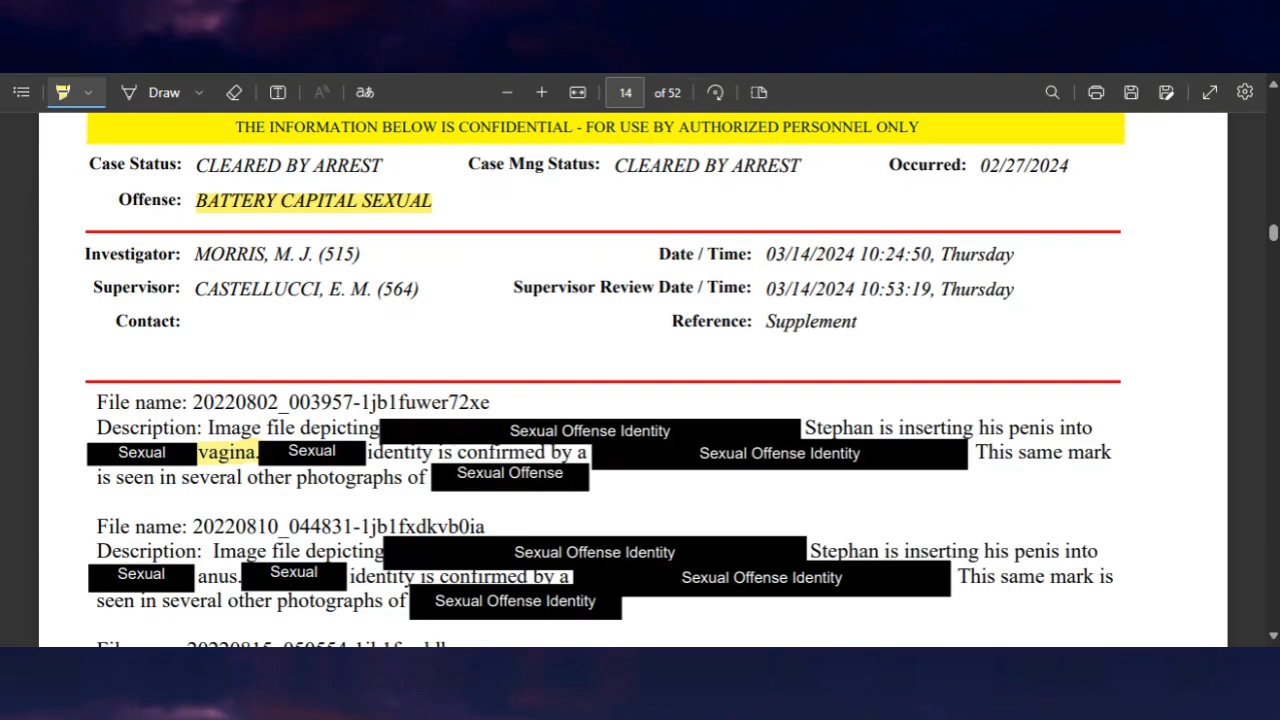 Draw
14 of 52
THE INFORMATION BELOW IS CONFIDENTIAL - FOR USE BY AUTHORIZED PERSONNEL ONLY
Case Status: CLEARED BY ARREST Case Mng Status: CLEARED BY ARREST Occurred: 02/27/2024
Offense: BATTERY CAPITAL SEXUAL
Investigator: MORRIS, M. J. (515) Date / Time: 03/14/2024 10:24:50, Thursday
Supervisor: CASTELLUCCI, E. M. (564) Supervisor Review Date / Time: 03/14/2024 10:53:19, Thursday
Contact: Reference: Supplement
File name: 20220802_003957-1jb1fuwer72xe
Description: Image file depicting Sexual Offense Identity Stephan is inserting his penis into
Sexual vagina. Sexual identity is confirmed by a Sexual Offense Identity This same mark
is seen in several other photographs of Sexual Offense
File name: 20220810_044831-1jb1fxdkvb0ia
Description: Image file depicting Sexual Offense Identity Stephan is inserting his penis into
Sexual anus. Sexual identity is confirmed by a Sexual Offense Identity This same mark is
seen in several other photographs of Sexual Offense Identity